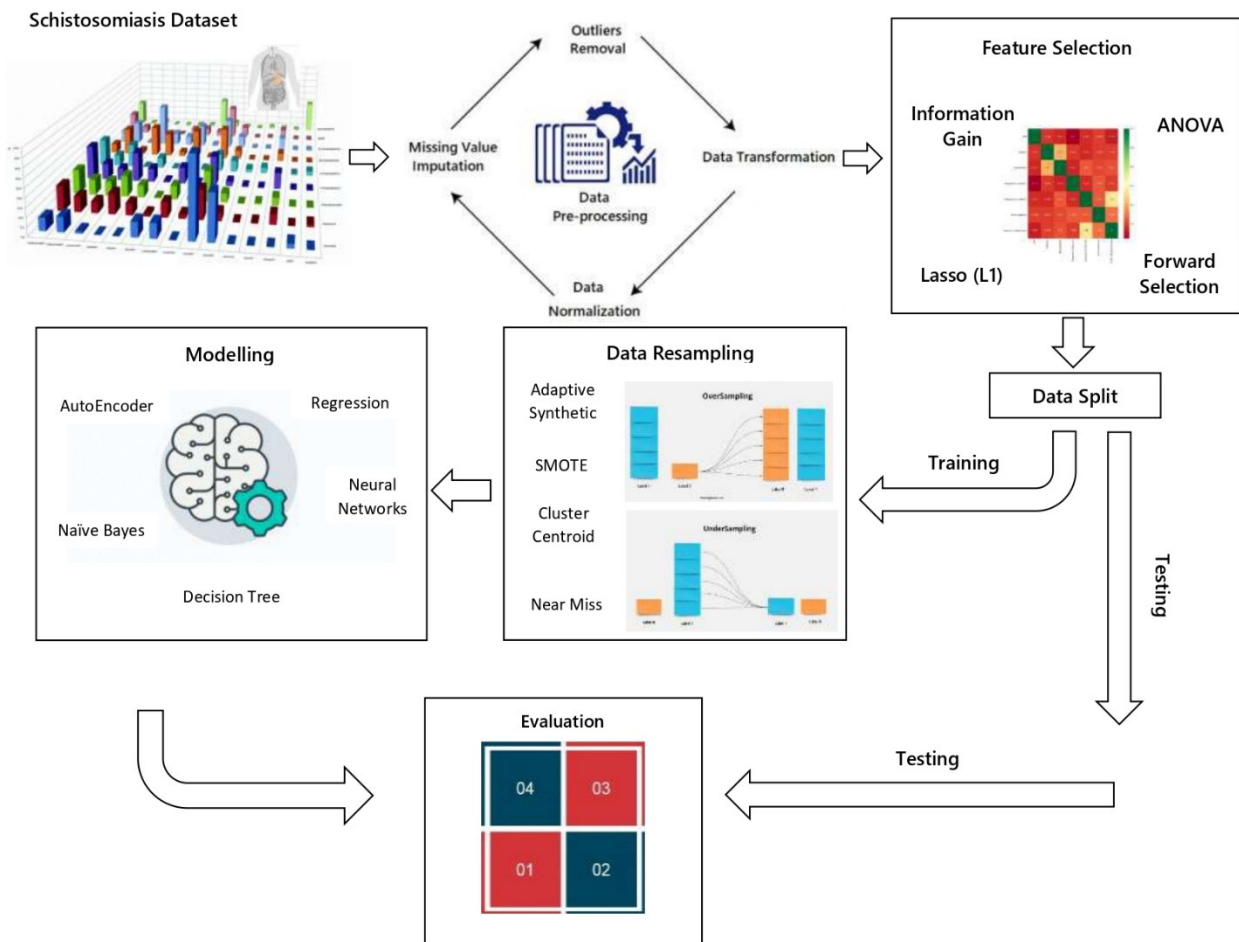 Schistosomiasis Dataset
Outliers
Removal
Missing Value
Imputation
Data
Pre-processing
Data Transformation
Data
Normalization
Feature Selection
Information
Gain
ANOVA
Lasso (L1)
Forward
Selection
Data Split
Training
Testing
Data Resampling
Adaptive
Synthetic
SMOTE
Cluster
Centroid
Near Miss
OverSampling
UnderSampling
Modelling
AutoEncoder
Regression
Neural
Networks
Naïve Bayes
Decision Tree
Evaluation
04
03
01
02
Testing